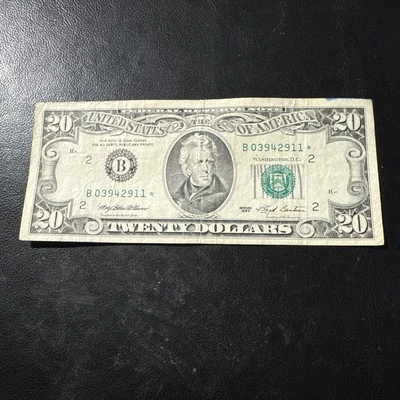 FEDERAL RESERVE NOTE
20 THE UNITED STATES OF AMERICA 20
THIS NOTE IS LEGAL TENDER
FOR ALL DEBTS, PUBLIC AND PRIVATE
B 03942911 *
WASHINGTON, D.C.
2 B 2
B 03942911 *
2 2
SERIES
1993
20 TWENTY DOLLARS 20